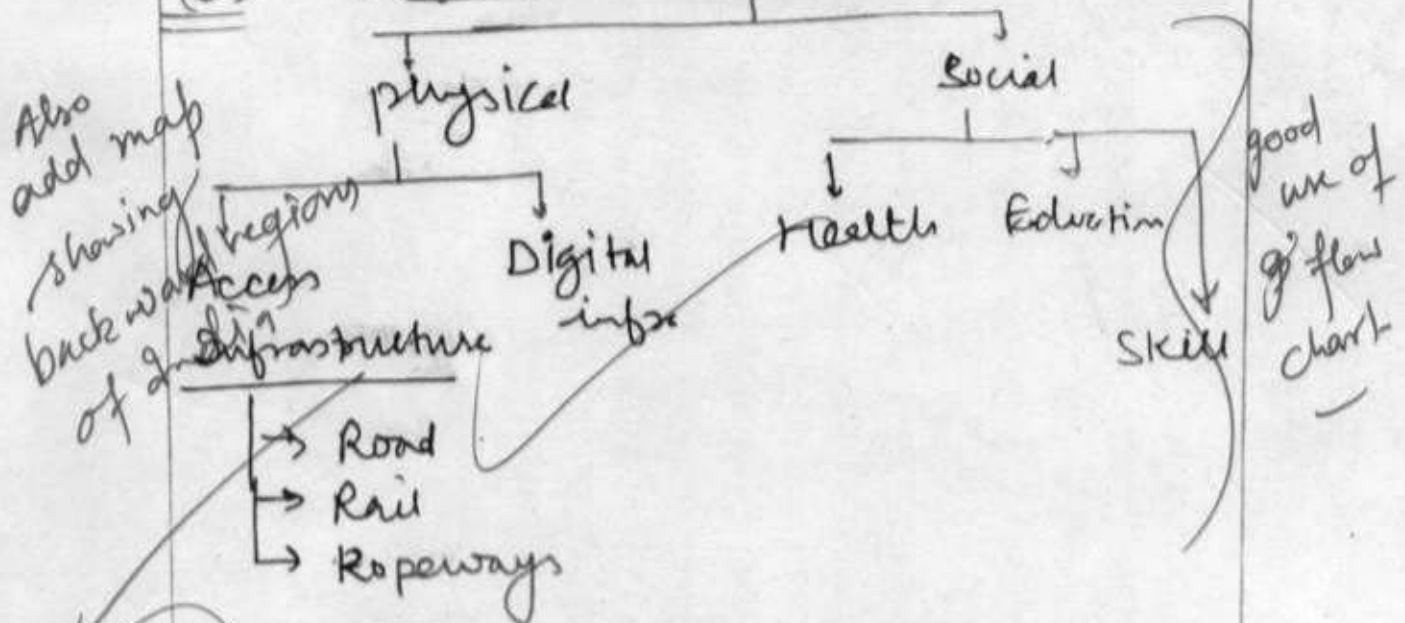 physical
Social
Also
add map
showing
backward regions
of
Access
Infrastructure
Digital
infra
Health
Education
Skill
Road
Rail
Ropeways
good
use of
flow
chart